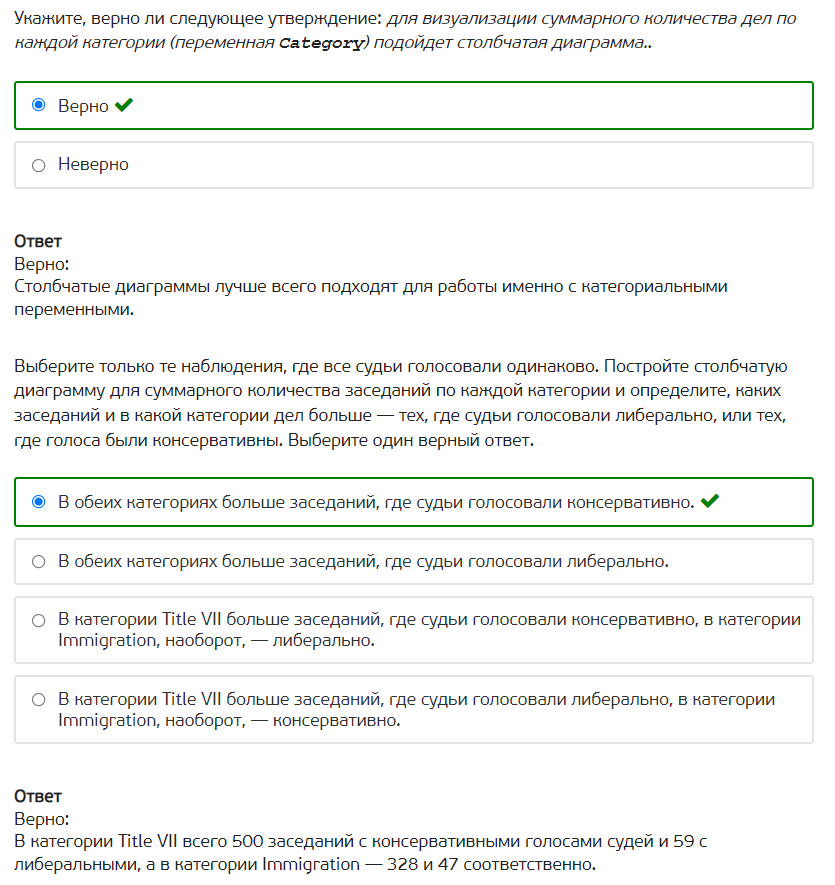 Укажите, верно ли следующее утверждение: для визуализации суммарного количества дел по
каждой категории (переменная Category) подойдет столбчатая диаграмма..
Верно
Неверно
Ответ
Верно:
Столбчатые диаграммы лучше всего подходят для работы именно с категориальными
переменными.
Выберите только те наблюдения, где все судьи голосовали одинаково. Постройте столбчатую
диаграмму для суммарного количества заседаний по каждой категории и определите, каких
заседаний и в какой категории дел больше — тех, где судьи голосовали либерально, или тех,
где голоса были консервативны. Выберите один верный ответ.
В обеих категориях больше заседаний, где судьи голосовали консервативно.
В обеих категориях больше заседаний, где судьи голосовали либерально.
В категории Title VII больше заседаний, где судьи голосовали консервативно, в категории
Immigration, наоборот, — либерально.
В категории Title VII больше заседаний, где судьи голосовали либерально, в категории
Immigration, наоборот, — консервативно.
Ответ
Верно:
В категории Title VII всего 500 заседаний с консервативными голосами судей и 59 с
либеральными, а в категории Immigration — 328 и 47 соответственно.